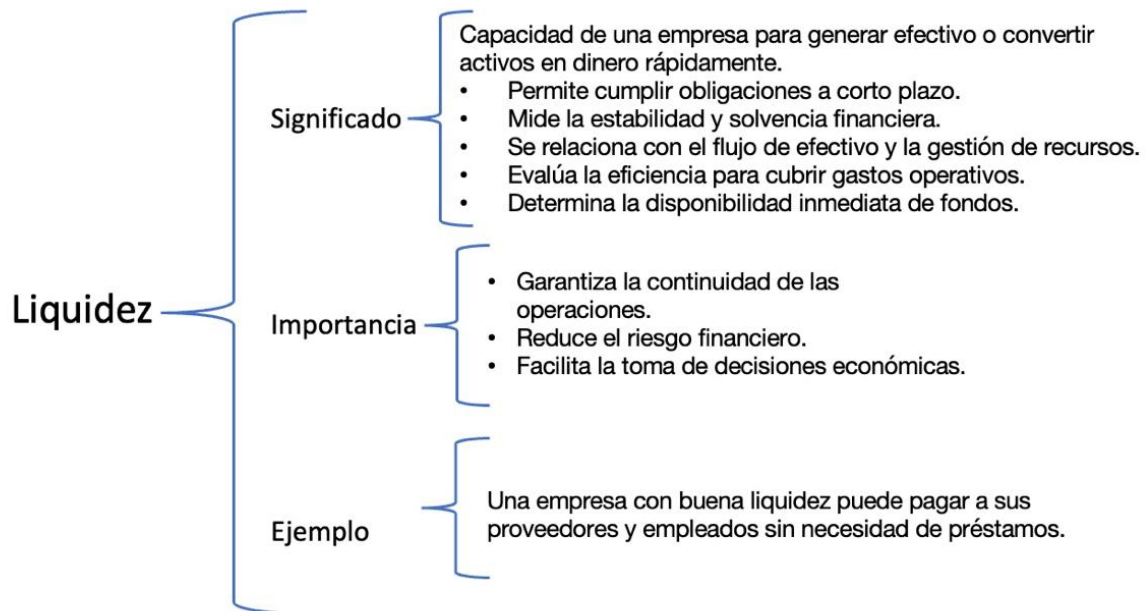 Liquidez
Significado
Capacidad de una empresa para generar efectivo o convertir
activos en dinero rápidamente.
• Permite cumplir obligaciones a corto plazo.
• Mide la estabilidad y solvencia financiera.
• Se relaciona con el flujo de efectivo y la gestión de recursos.
• Evalúa la eficiencia para cubrir gastos operativos.
• Determina la disponibilidad inmediata de fondos.
Importancia
• Garantiza la continuidad de las
operaciones.
• Reduce el riesgo financiero.
• Facilita la toma de decisiones económicas.
Ejemplo
Una empresa con buena liquidez puede pagar a sus
proveedores y empleados sin necesidad de préstamos.